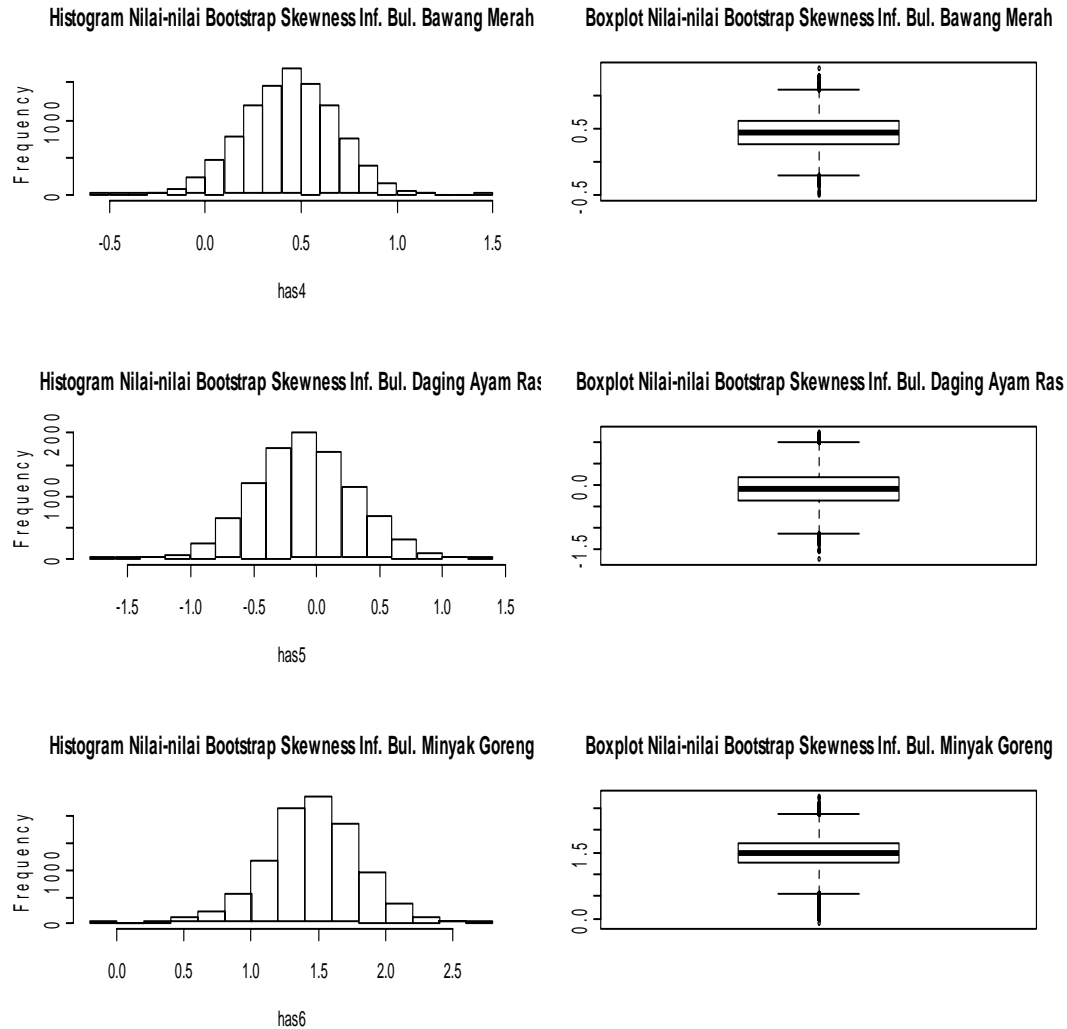 Histogram Nilai-nilai Bootstrap Skewness Inf. Bul. Bawang Merah
Frequency
0 1000
-0.5 0.0 0.5 1.0 1.5
has4
Boxplot Nilai-nilai Bootstrap Skewness Inf. Bul. Bawang Merah
-0.5 0.5
Histogram Nilai-nilai Bootstrap Skewness Inf. Bul. Daging Ayam Ras
Frequency
0 1000 2000
-1.5 -1.0 -0.5 0.0 0.5 1.0 1.5
has5
Boxplot Nilai-nilai Bootstrap Skewness Inf. Bul. Daging Ayam Ras
-1.5 0.0
Histogram Nilai-nilai Bootstrap Skewness Inf. Bul. Minyak Goreng
Frequency
0 1000
0.0 0.5 1.0 1.5 2.0 2.5
has6
Boxplot Nilai-nilai Bootstrap Skewness Inf. Bul. Minyak Goreng
0.0 1.5